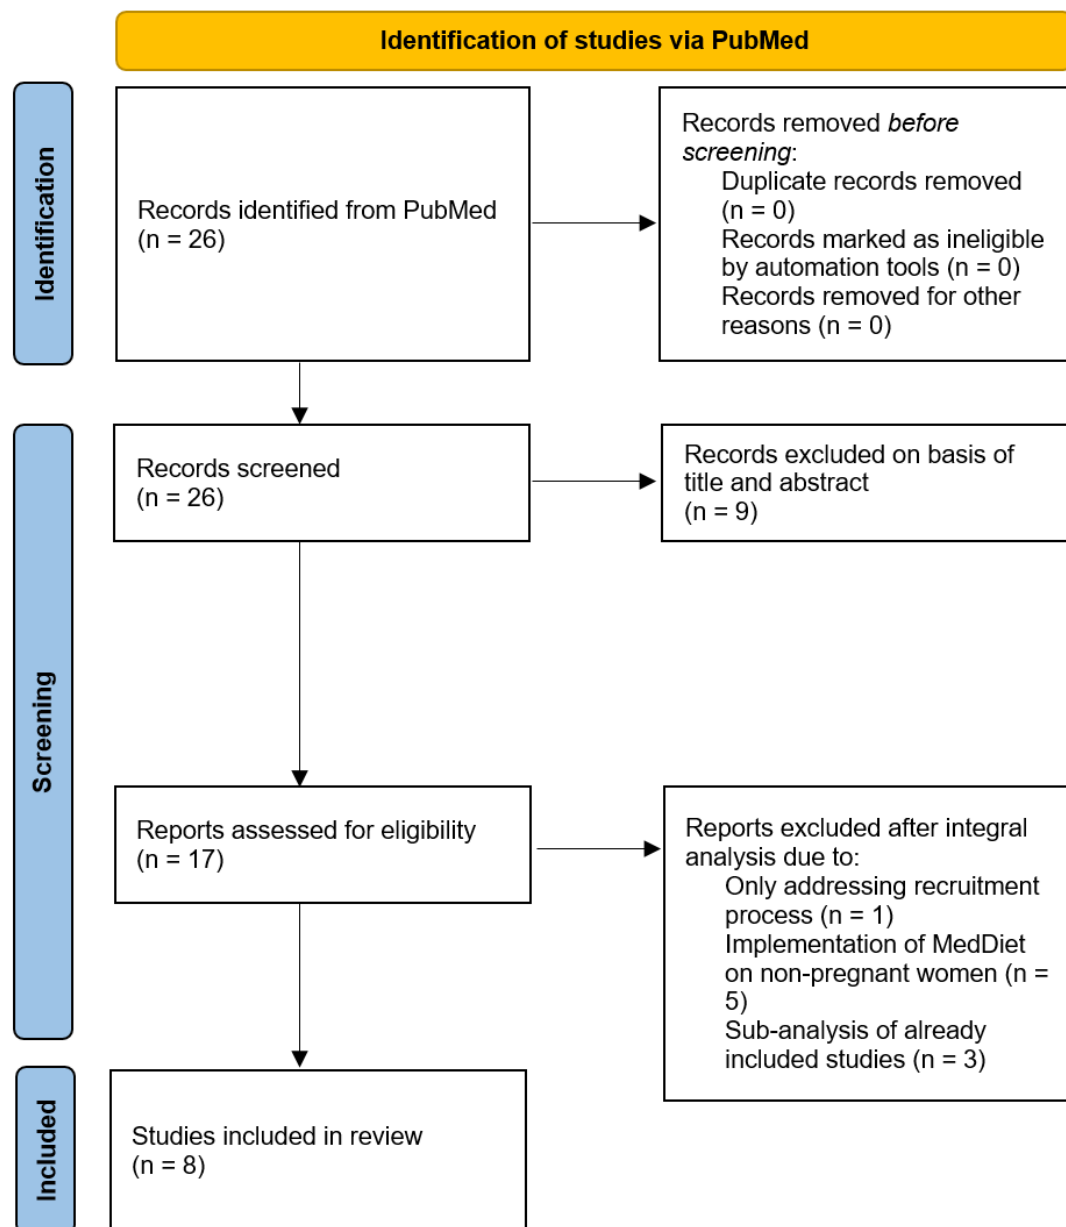 Identification of studies via PubMed
Identification
Records identified from PubMed
(n = 26)
Records removed before
screening:
Duplicate records removed
(n = 0)
Records marked as ineligible
by automation tools (n = 0)
Records removed for other
reasons (n = 0)
Screening
Records screened
(n = 26)
Records excluded on basis of
title and abstract
(n = 9)
Reports assessed for eligibility
(n = 17)
Reports excluded after integral
analysis due to:
Only addressing recruitment
process (n = 1)
Implementation of MedDiet
on non-pregnant women (n =
5)
Sub-analysis of already
included studies (n = 3)
Included
Studies included in review
(n = 8)